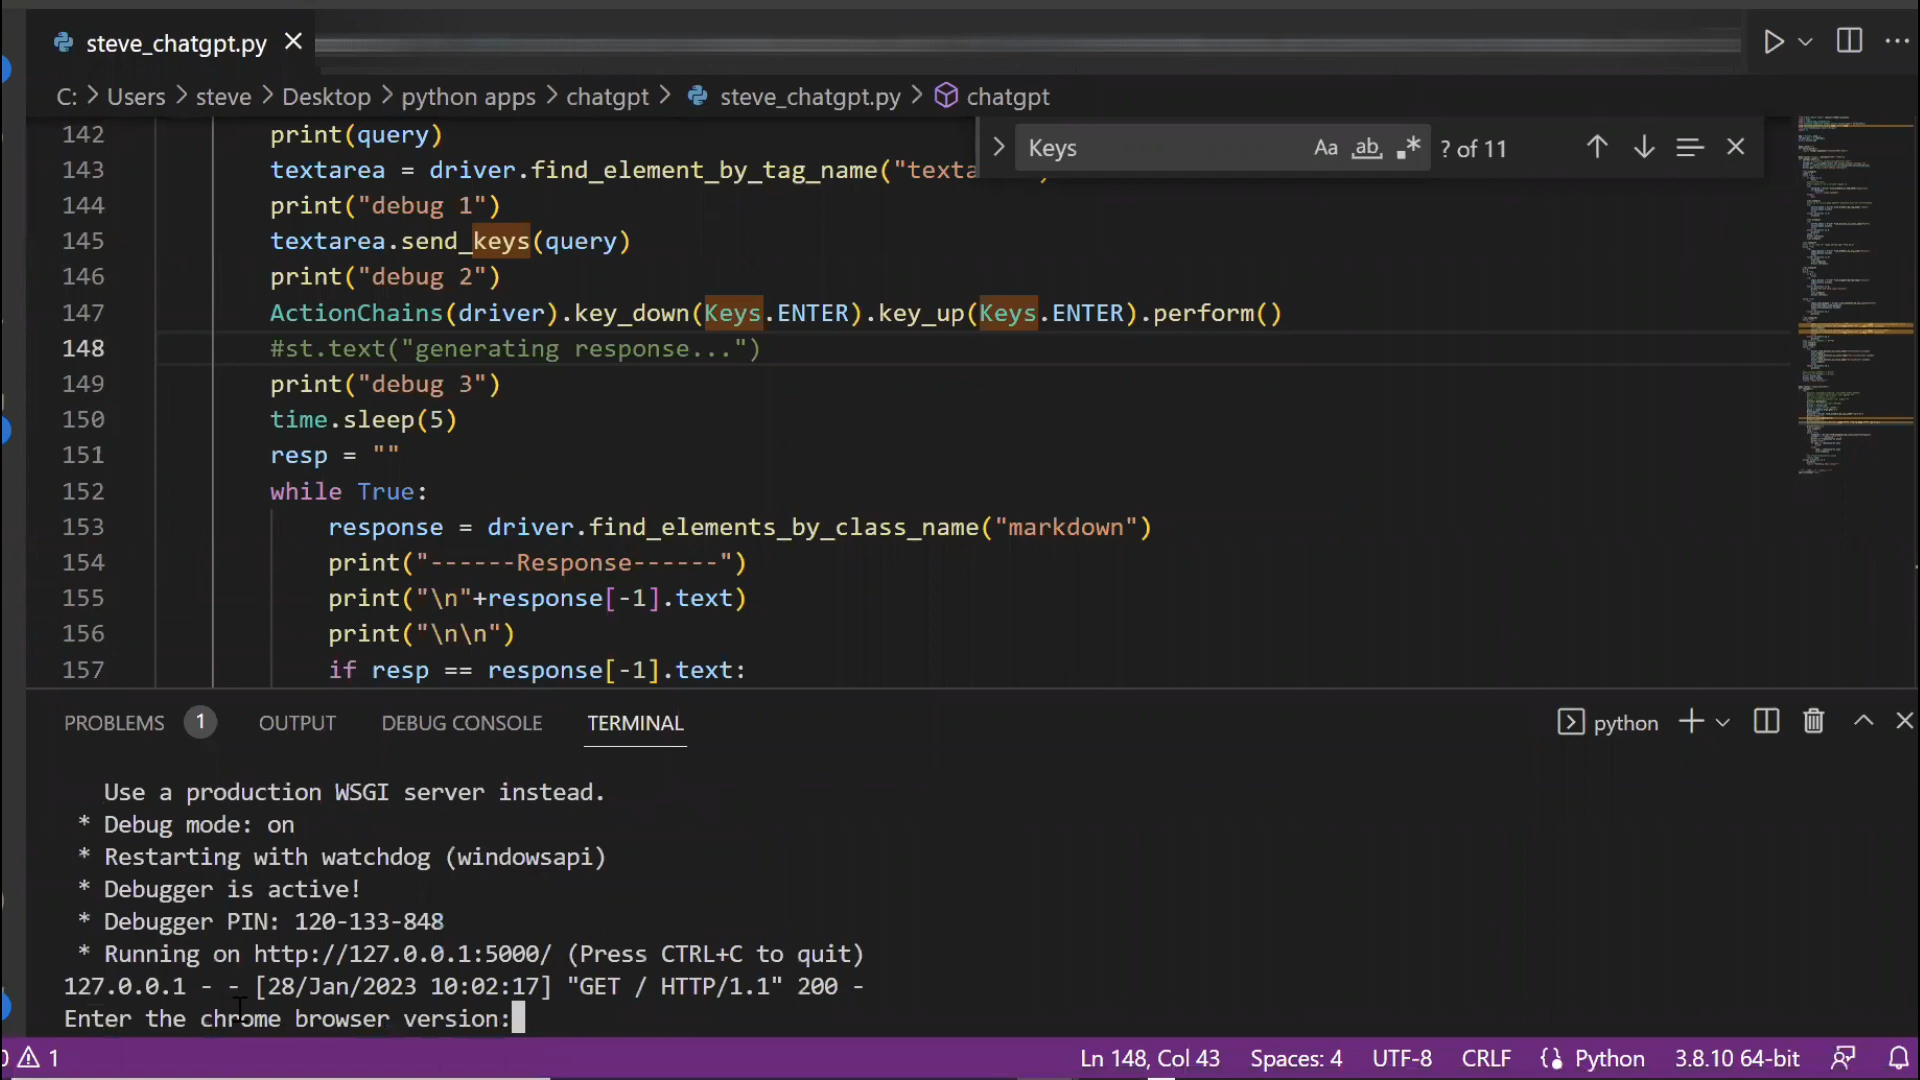 steve_chatgpt.py
C: > Users > steve > Desktop > python apps > chatgpt > steve_chatgpt.py > chatgpt
Keys
Aa ab ? of 11
142 print(query)
143 textarea = driver.find_element_by_tag_name("texta
144 print("debug 1")
145 textarea.send_keys(query)
146 print("debug 2")
147 ActionChains(driver).key_down(Keys.ENTER).key_up(Keys.ENTER).perform()
148 #st.text("generating response...")
149 print("debug 3")
150 time.sleep(5)
151 resp = ""
152 while True:
153 response = driver.find_elements_by_class_name("markdown")
154 print("------Response------")
155 print("\n"+response[-1].text)
156 print("\n\n")
157 if resp == response[-1].text:
PROBLEMS 1 OUTPUT DEBUG CONSOLE TERMINAL
python
Use a production WSGI server instead.
* Debug mode: on
* Restarting with watchdog (windowsapi)
* Debugger is active!
* Debugger PIN: 120-133-848
* Running on http://127.0.0.1:5000/ (Press CTRL+C to quit)
127.0.0.1 - - [28/Jan/2023 10:02:17] "GET / HTTP/1.1" 200 -
Enter the chrome browser version:
1 Ln 148, Col 43 Spaces: 4 UTF-8 CRLF Python 3.8.10 64-bit